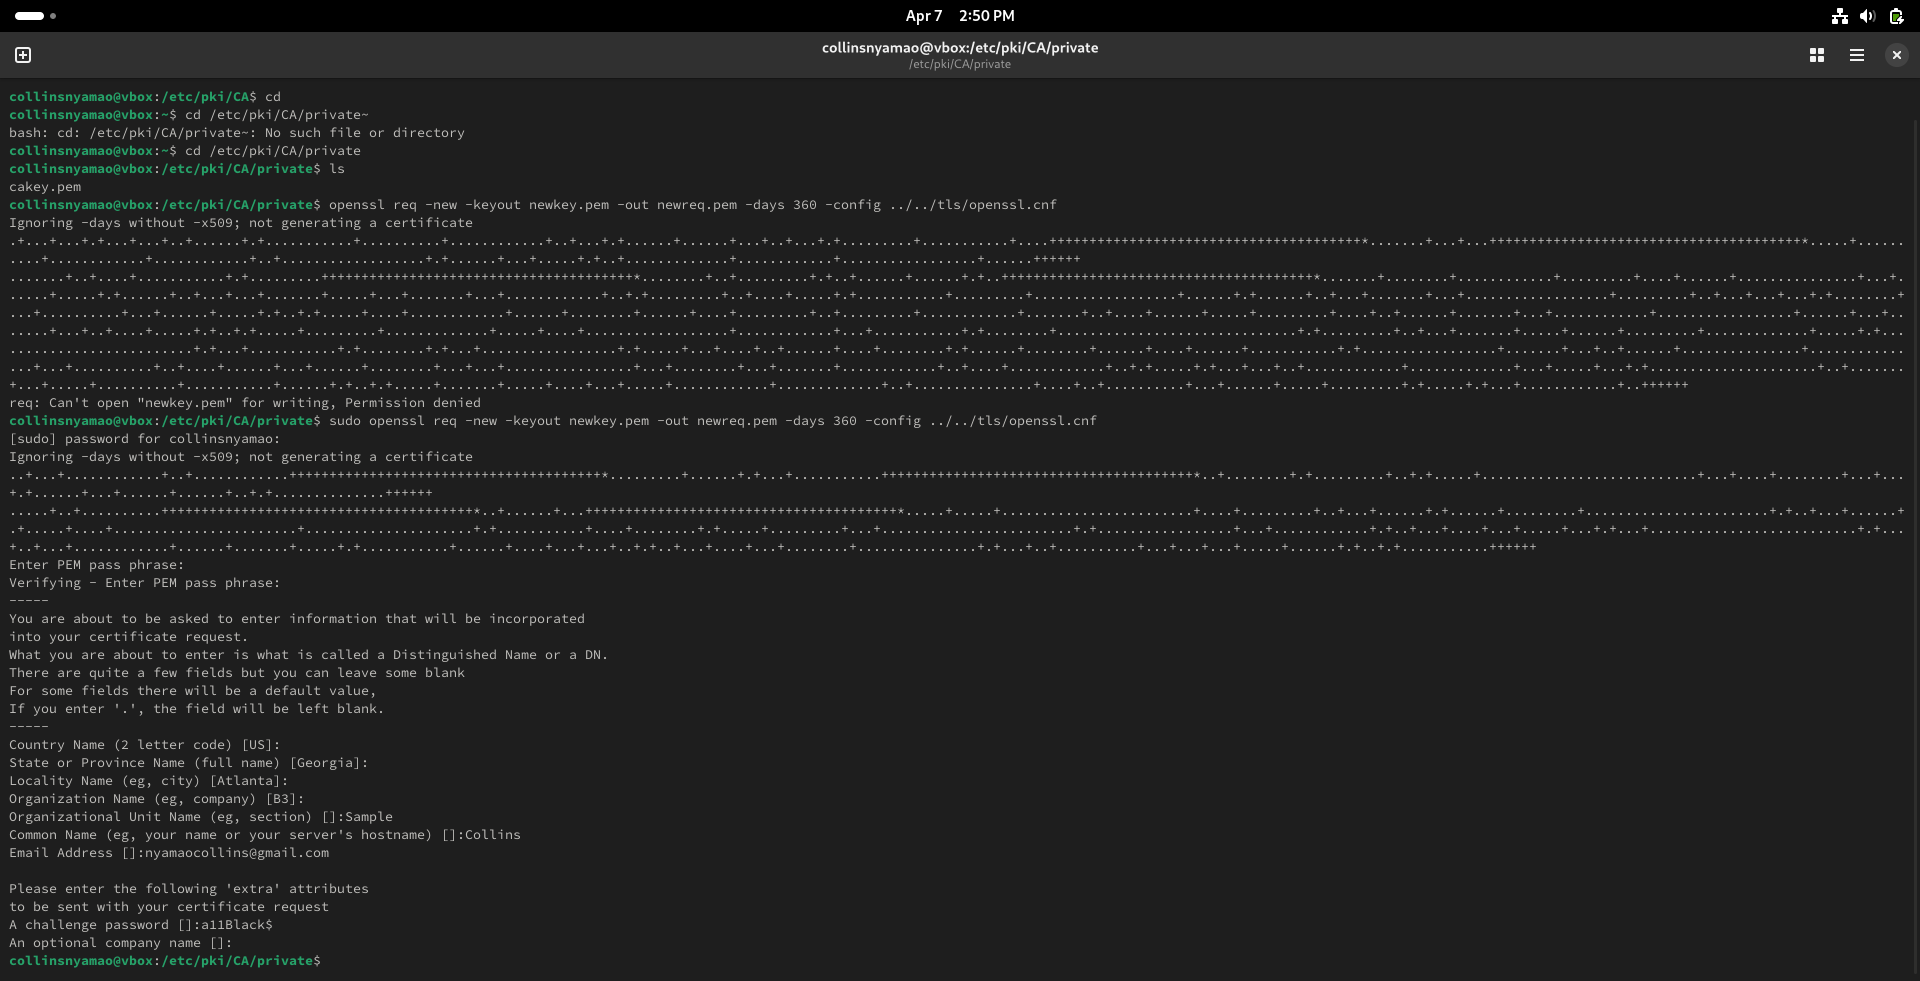 Apr 7 2:50 PM
collinsnyamao@vbox:/etc/pki/CA/private
/etc/pki/CA/private
collinsnyamao@vbox:/etc/pki/CA$ cd
collinsnyamao@vbox:~$ cd /etc/pki/CA/private~
bash: cd: /etc/pki/CA/private~: No such file or directory
collinsnyamao@vbox:~$ cd /etc/pki/CA/private
collinsnyamao@vbox:/etc/pki/CA/private$ ls
cakey.pem
collinsnyamao@vbox:/etc/pki/CA/private$ openssl req -new -keyout newkey.pem -out newreq.pem -days 360 -config ../../tls/openssl.cnf
Ignoring -days without -x509; not generating a certificate
req: Can't open "newkey.pem" for writing, Permission denied
collinsnyamao@vbox:/etc/pki/CA/private$ sudo openssl req -new -keyout newkey.pem -out newreq.pem -days 360 -config ../../tls/openssl.cnf
[sudo] password for collinsnyamao:
Ignoring -days without -x509; not generating a certificate
Enter PEM pass phrase:
Verifying - Enter PEM pass phrase:
-----
You are about to be asked to enter information that will be incorporated
into your certificate request.
What you are about to enter is what is called a Distinguished Name or a DN.
There are quite a few fields but you can leave some blank
For some fields there will be a default value,
If you enter '.', the field will be left blank.
-----
Country Name (2 letter code) [US]:
State or Province Name (full name) [Georgia]:
Locality Name (eg, city) [Atlanta]:
Organization Name (eg, company) [B3]:
Organizational Unit Name (eg, section) []:Sample
Common Name (eg, your name or your server's hostname) []:Collins
Email Address []:nyamaocollins@gmail.com
Please enter the following 'extra' attributes
to be sent with your certificate request
A challenge password []:a11Black$
An optional company name []:
collinsnyamao@vbox:/etc/pki/CA/private$